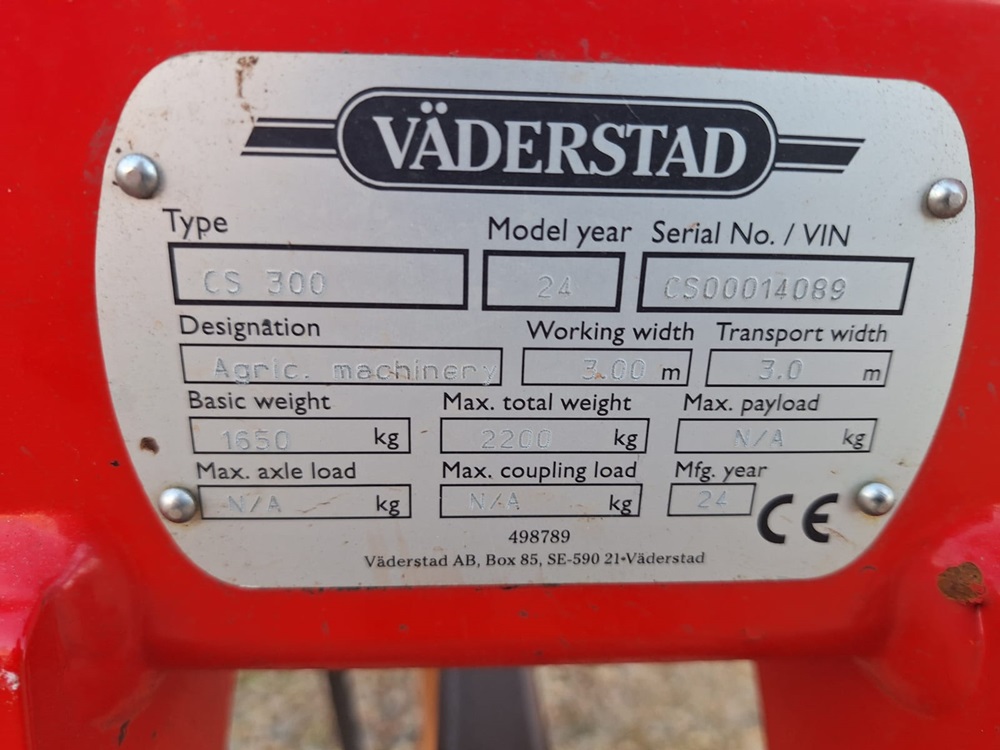 VÄDERSTAD
Type Model year Serial No. / VIN
CS 300 24 CS00014089
Designation Working width Transport width
Agric. machinery 3.00 m 3.0 m
Basic weight Max. total weight Max. payload
1650 kg 2200 kg N/A kg
Max. axle load Max. coupling load Mfg. year
N/A kg N/A kg 24 CE
498789
Väderstad AB, Box 85, SE-590 21•Väderstad